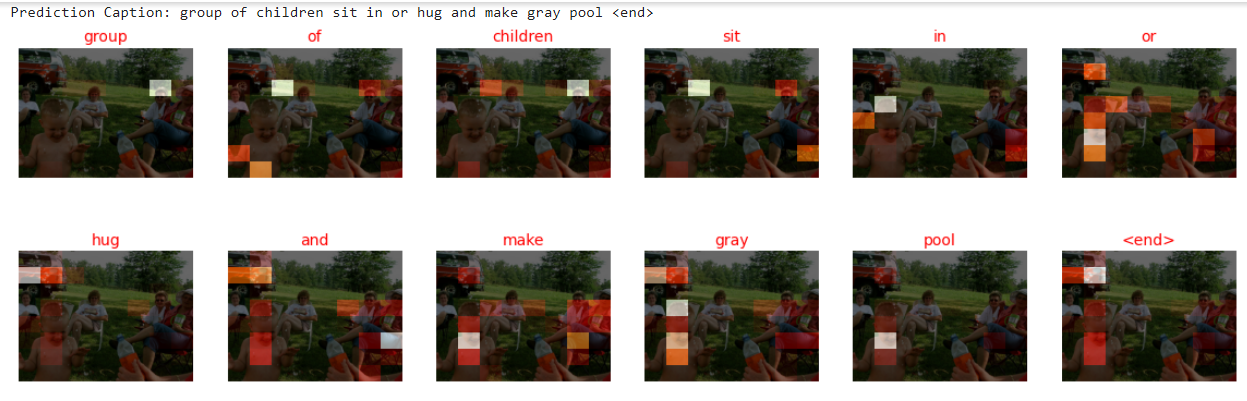 Prediction Caption: group of children sit in or hug and make gray pool <end>
group of children sit in or
hug and make gray pool <end>